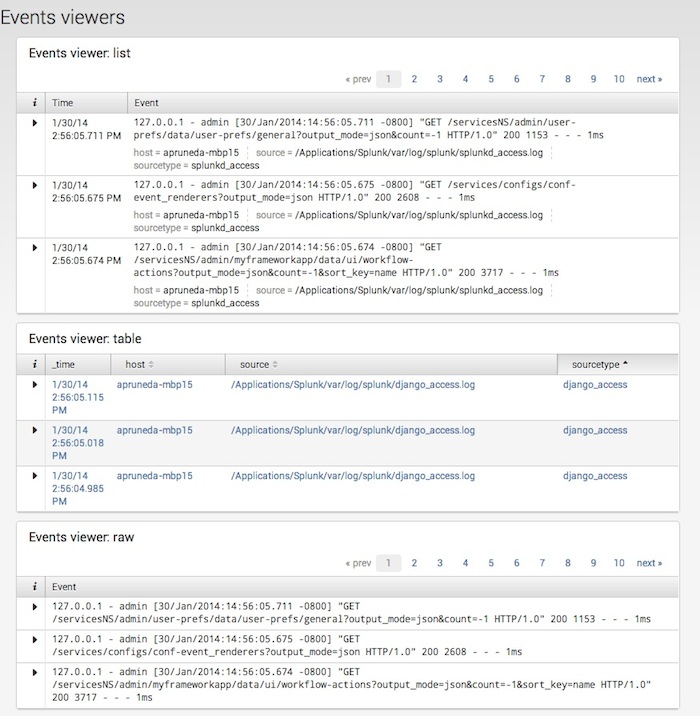 Events viewers
Events viewer: list
« prev 1 2 3 4 5 6 7 8 9 10 next »
i Time Event
1/30/14 127.0.0.1 - admin [30/Jan/2014:14:56:05.711 -0800] "GET /servicesNS/admin/user-
2:56:05.711 PM prefs/data/user-prefs/general?output_mode=json&count=-1 HTTP/1.0" 200 1153 - - - 1ms
host = apruneda-mbp15 source = /Applications/Splunk/var/log/splunk/splunkd_access.log
sourcetype = splunkd_access
1/30/14 127.0.0.1 - admin [30/Jan/2014:14:56:05.675 -0800] "GET /services/configs/conf-
2:56:05.675 PM event_renderers?output_mode=json HTTP/1.0" 200 2608 - - - 1ms
host = apruneda-mbp15 source = /Applications/Splunk/var/log/splunk/splunkd_access.log
sourcetype = splunkd_access
1/30/14 127.0.0.1 - admin [30/Jan/2014:14:56:05.674 -0800] "GET
2:56:05.674 PM /servicesNS/admin/myframeworkapp/data/ui/workflow-
actions?output_mode=json&count=-1&sort_key=name HTTP/1.0" 200 3717 - - - 1ms
host = apruneda-mbp15 source = /Applications/Splunk/var/log/splunk/splunkd_access.log
sourcetype = splunkd_access
Events viewer: table
i _time host source sourcetype
1/30/14 apruneda-mbp15 /Applications/Splunk/var/log/splunk/django_access.log django_access
2:56:05.115
PM
1/30/14 apruneda-mbp15 /Applications/Splunk/var/log/splunk/django_access.log django_access
2:56:05.018
PM
1/30/14 apruneda-mbp15 /Applications/Splunk/var/log/splunk/django_access.log django_access
2:56:04.985
PM
Events viewer: raw
« prev 1 2 3 4 5 6 7 8 9 10 next »
i Event
127.0.0.1 - admin [30/Jan/2014:14:56:05.711 -0800] "GET
/servicesNS/admin/user-prefs/data/user-prefs/general?output_mode=json&count=-1 HTTP/1.0" 200 1153 - - - 1ms
127.0.0.1 - admin [30/Jan/2014:14:56:05.675 -0800] "GET
/services/configs/conf-event_renderers?output_mode=json HTTP/1.0" 200 2608 - - - 1ms
127.0.0.1 - admin [30/Jan/2014:14:56:05.674 -0800] "GET
/servicesNS/admin/myframeworkapp/data/ui/workflow-actions?output_mode=json&count=-1&sort_key=name HTTP/1.0"
200 3717 - - - 1ms